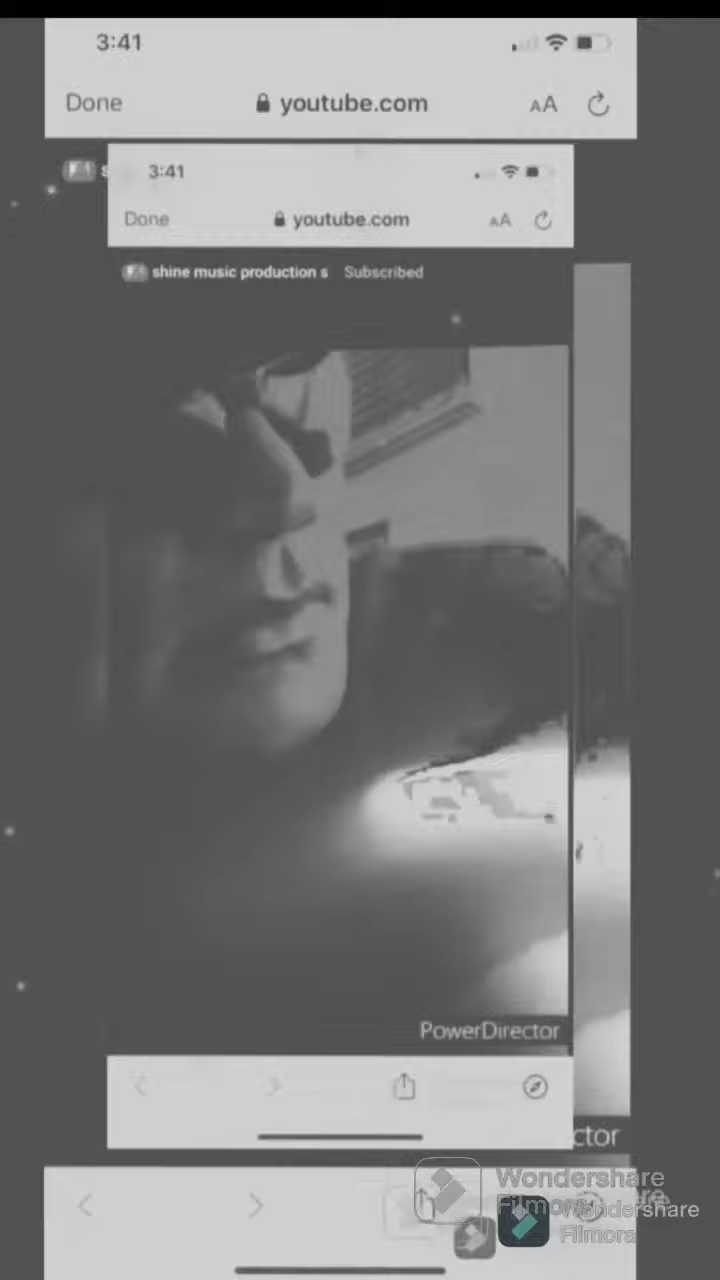 3:41
Done youtube.com AA
3:41
Done youtube.com AA
shine music production s Subscribed
PowerDirector
ctor
Wondershare
Filmora
Wondershare
Filmora